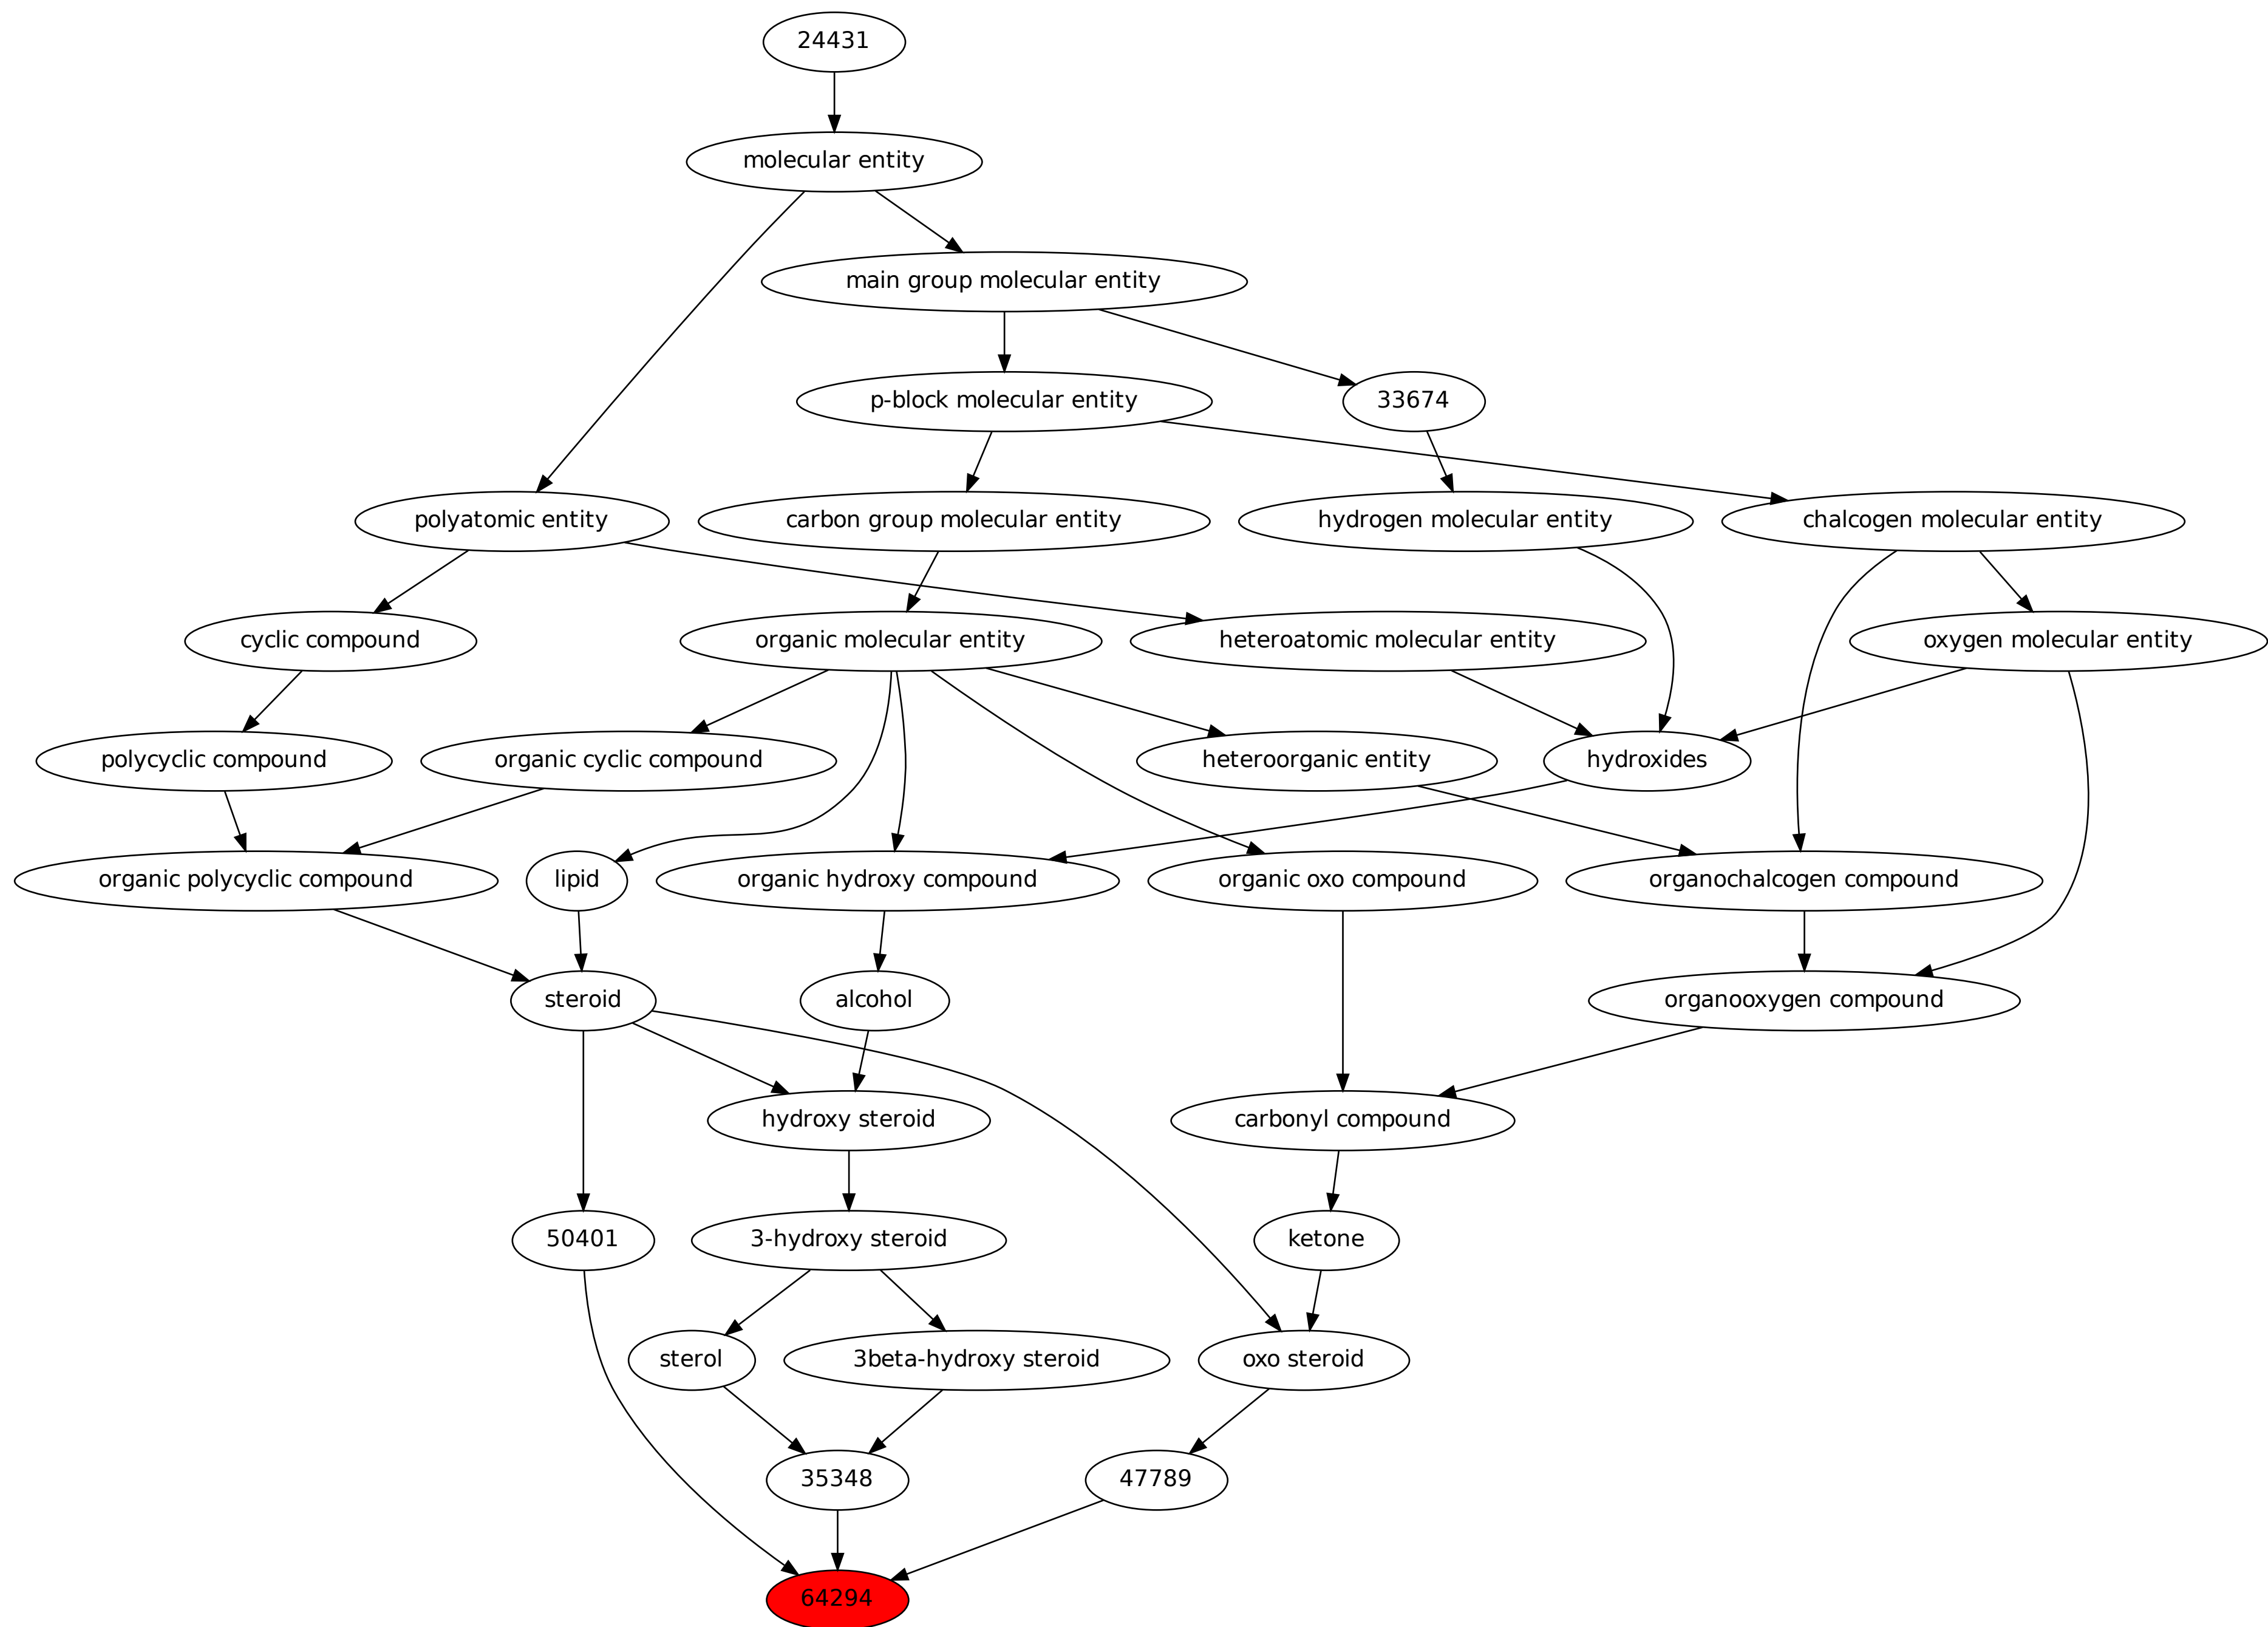 24431
molecular entity
main group molecular entity
p-block molecular entity
33674
polyatomic entity
carbon group molecular entity
hydrogen molecular entity
chalcogen molecular entity
cyclic compound
organic molecular entity
heteroatomic molecular entity
oxygen molecular entity
polycyclic compound
organic cyclic compound
heteroorganic entity
hydroxides
organic polycyclic compound
lipid
organic hydroxy compound
organic oxo compound
organochalcogen compound
steroid
alcohol
organooxygen compound
hydroxy steroid
carbonyl compound
50401
3-hydroxy steroid
ketone
sterol
3beta-hydroxy steroid
oxo steroid
35348
47789
64294